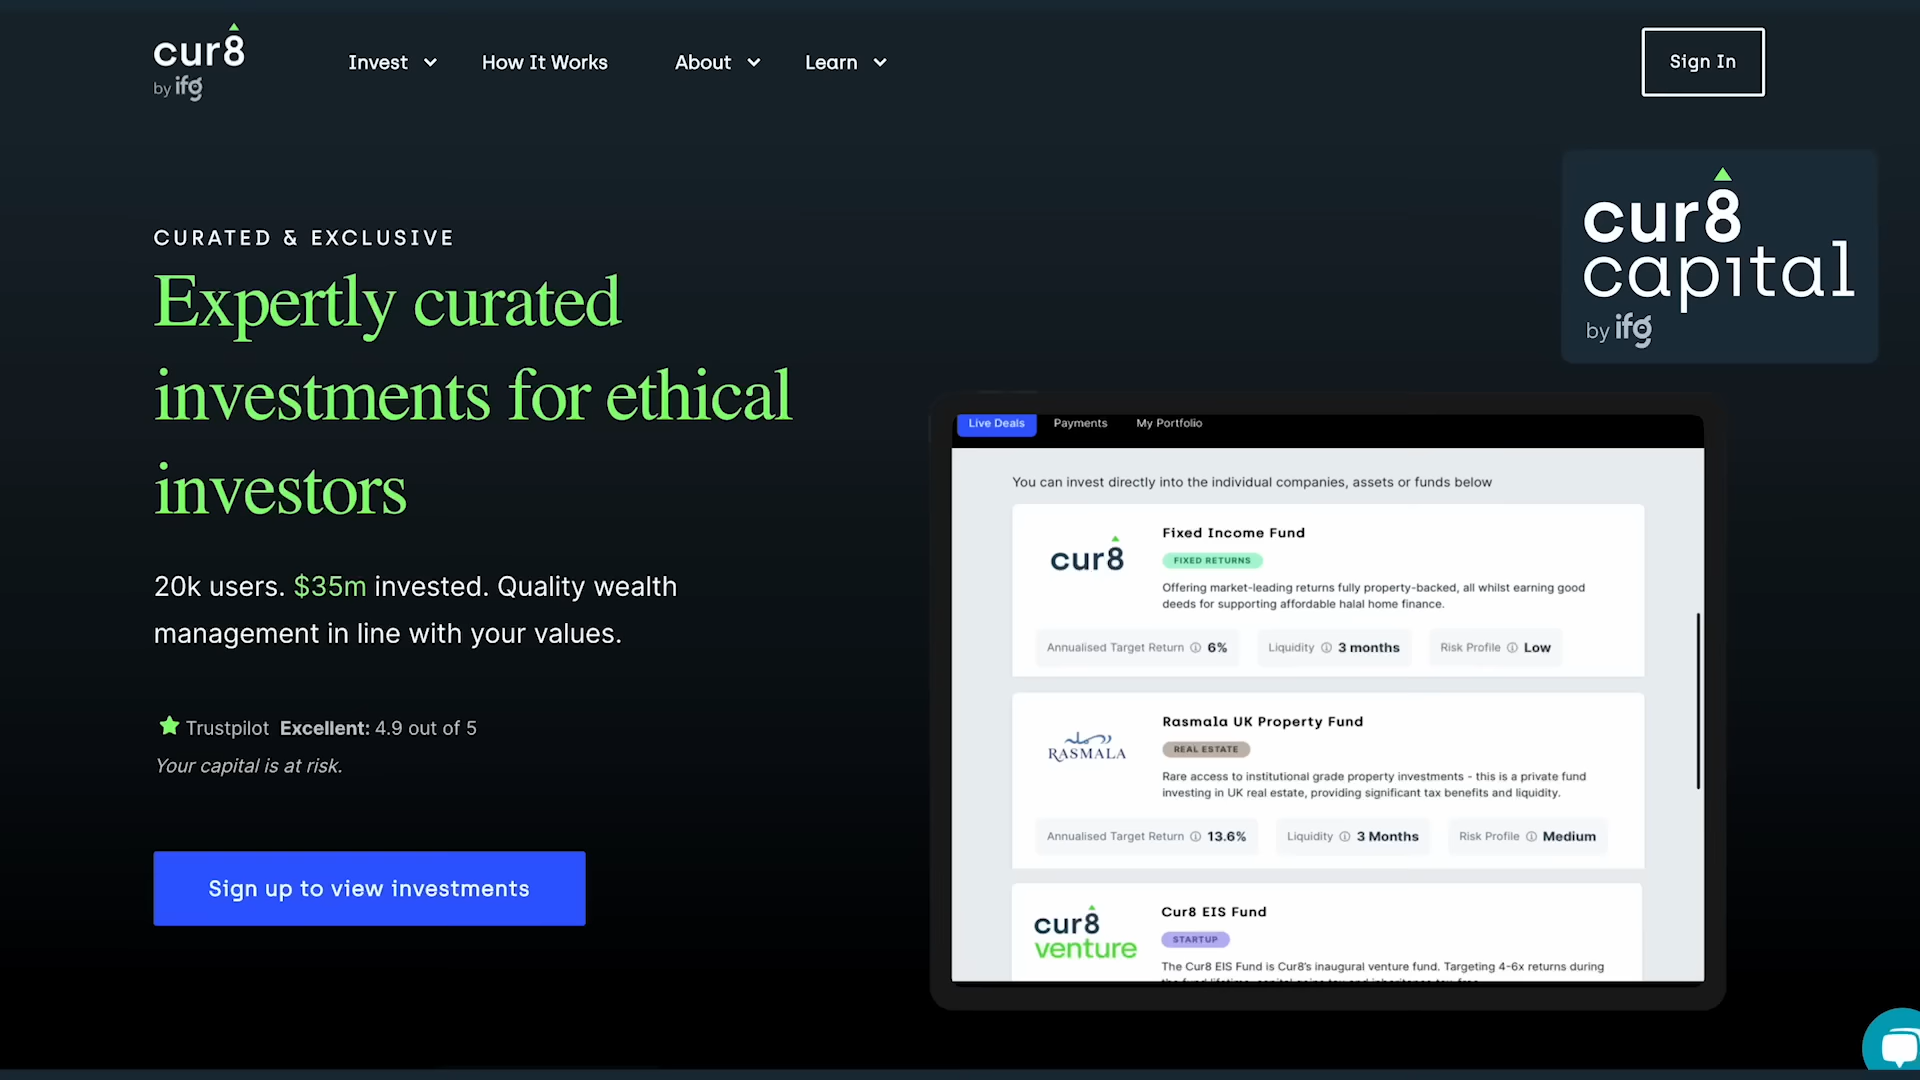 cur8
by ifg
Invest
How It Works
About
Learn
Sign In
cur8
capital
by ifg
CURATED & EXCLUSIVE
Expertly curated
investments for ethical
investors
20k users. $35m invested. Quality wealth
management in line with your values.
Trustpilot Excellent: 4.9 out of 5
Your capital is at risk.
Sign up to view investments
Live Deals
Payments
My Portfolio
You can invest directly into the individual companies, assets or funds below
cur8
Fixed Income Fund
FIXED RETURNS
Offering market-leading returns fully property-backed, all whilst earning good
deeds for supporting affordable halal home finance.
Annualised Target Return 6%
Liquidity 3 months
Risk Profile Low
RASMALA
Rasmala UK Property Fund
REAL ESTATE
Rare access to institutional grade property investments - this is a private fund
investing in UK real estate, providing significant tax benefits and liquidity.
Annualised Target Return 13.6%
Liquidity 3 Months
Risk Profile Medium
cur8
venture
Cur8 EIS Fund
STARTUP
The Cur8 EIS Fund is Cur8's inaugural venture fund. Targeting 4-6x returns during